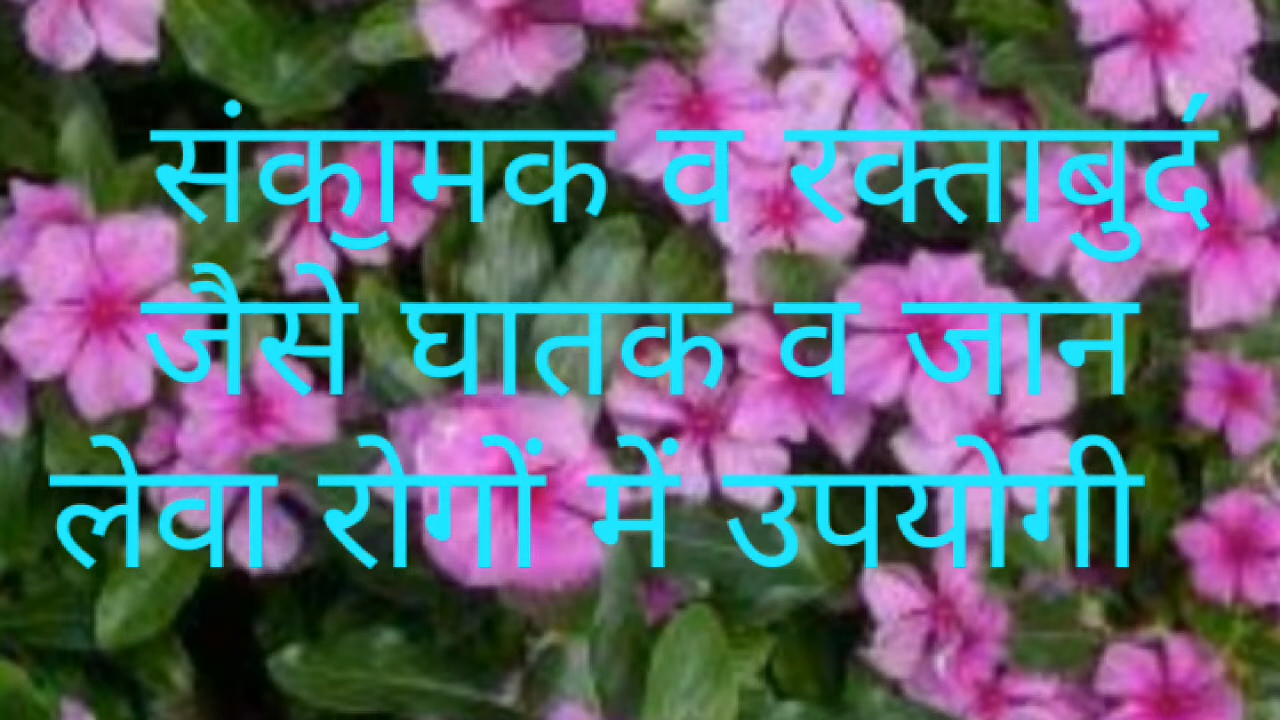 संकामक व रक्ताबुर्द
जैसे घातक व जान
लेवा रोगों में उपयोगी